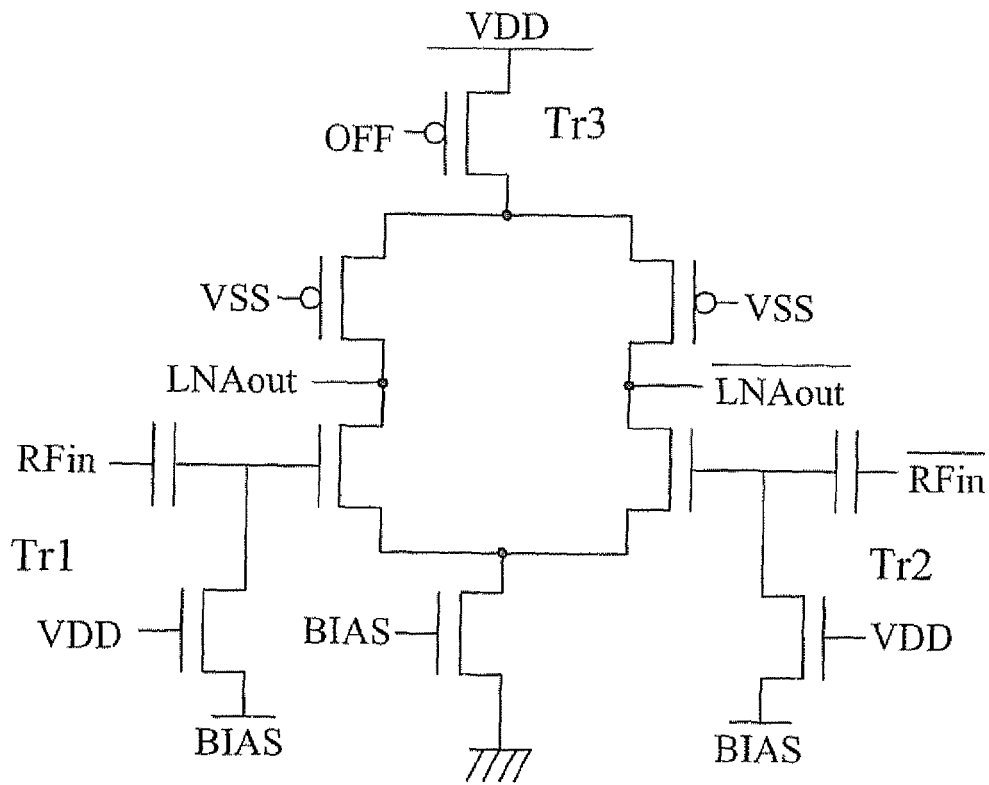 VDD
OFF
Tr3
VSS
VSS
LNAout
LNAout
RFin
RFin
Tr1
Tr2
VDD
BIAS
VDD
BIAS
BIAS